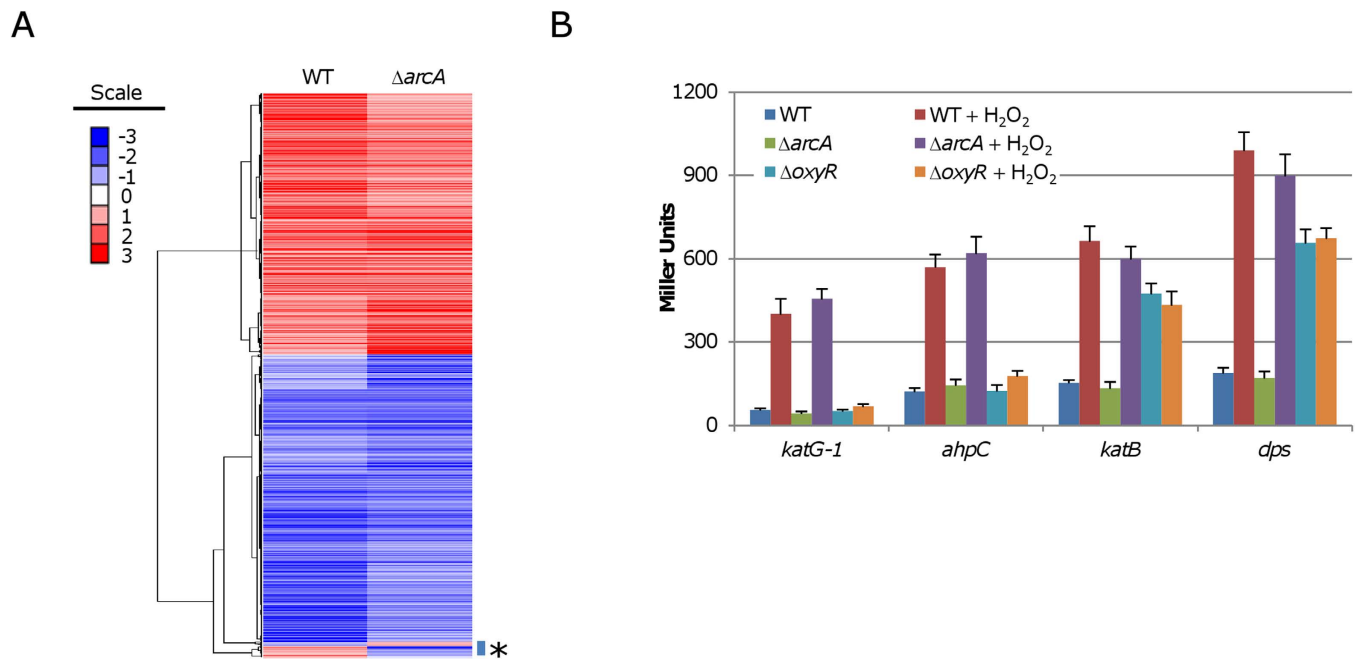 A
B
WT ΔarcA
Scale
-3
-2
-1
0
1
2
3
*
Miller Units
1200
900
600
300
0
WT WT + H₂O₂
ΔarcA ΔarcA + H₂O₂
ΔoxyR ΔoxyR + H₂O₂
katG-1 ahpC katB dps